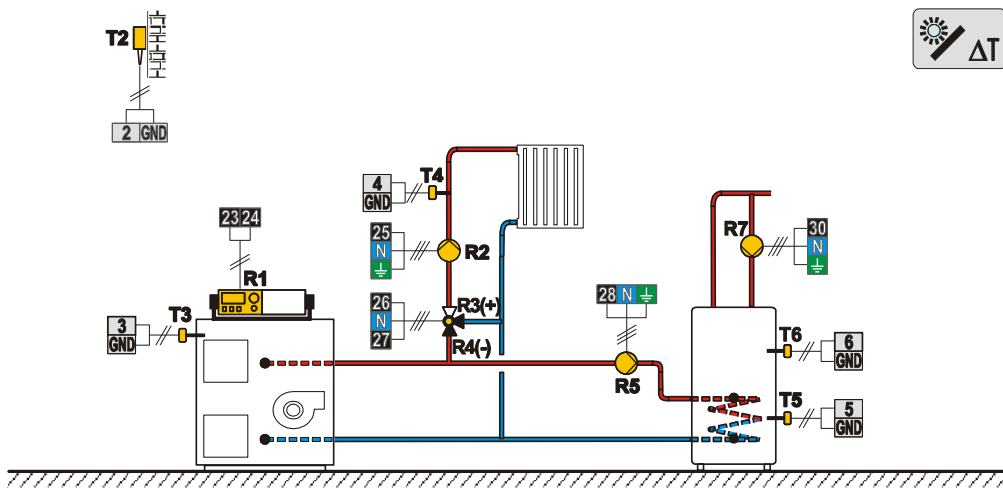 T2
2 GND
ΔT
4
GND
T4
25
N
R2
23 24
R1
3
GND
T3
26
N
27
R3(+)
R4(-)
28 N
R5
R7
30
N
T6
6
GND
T5
5
GND